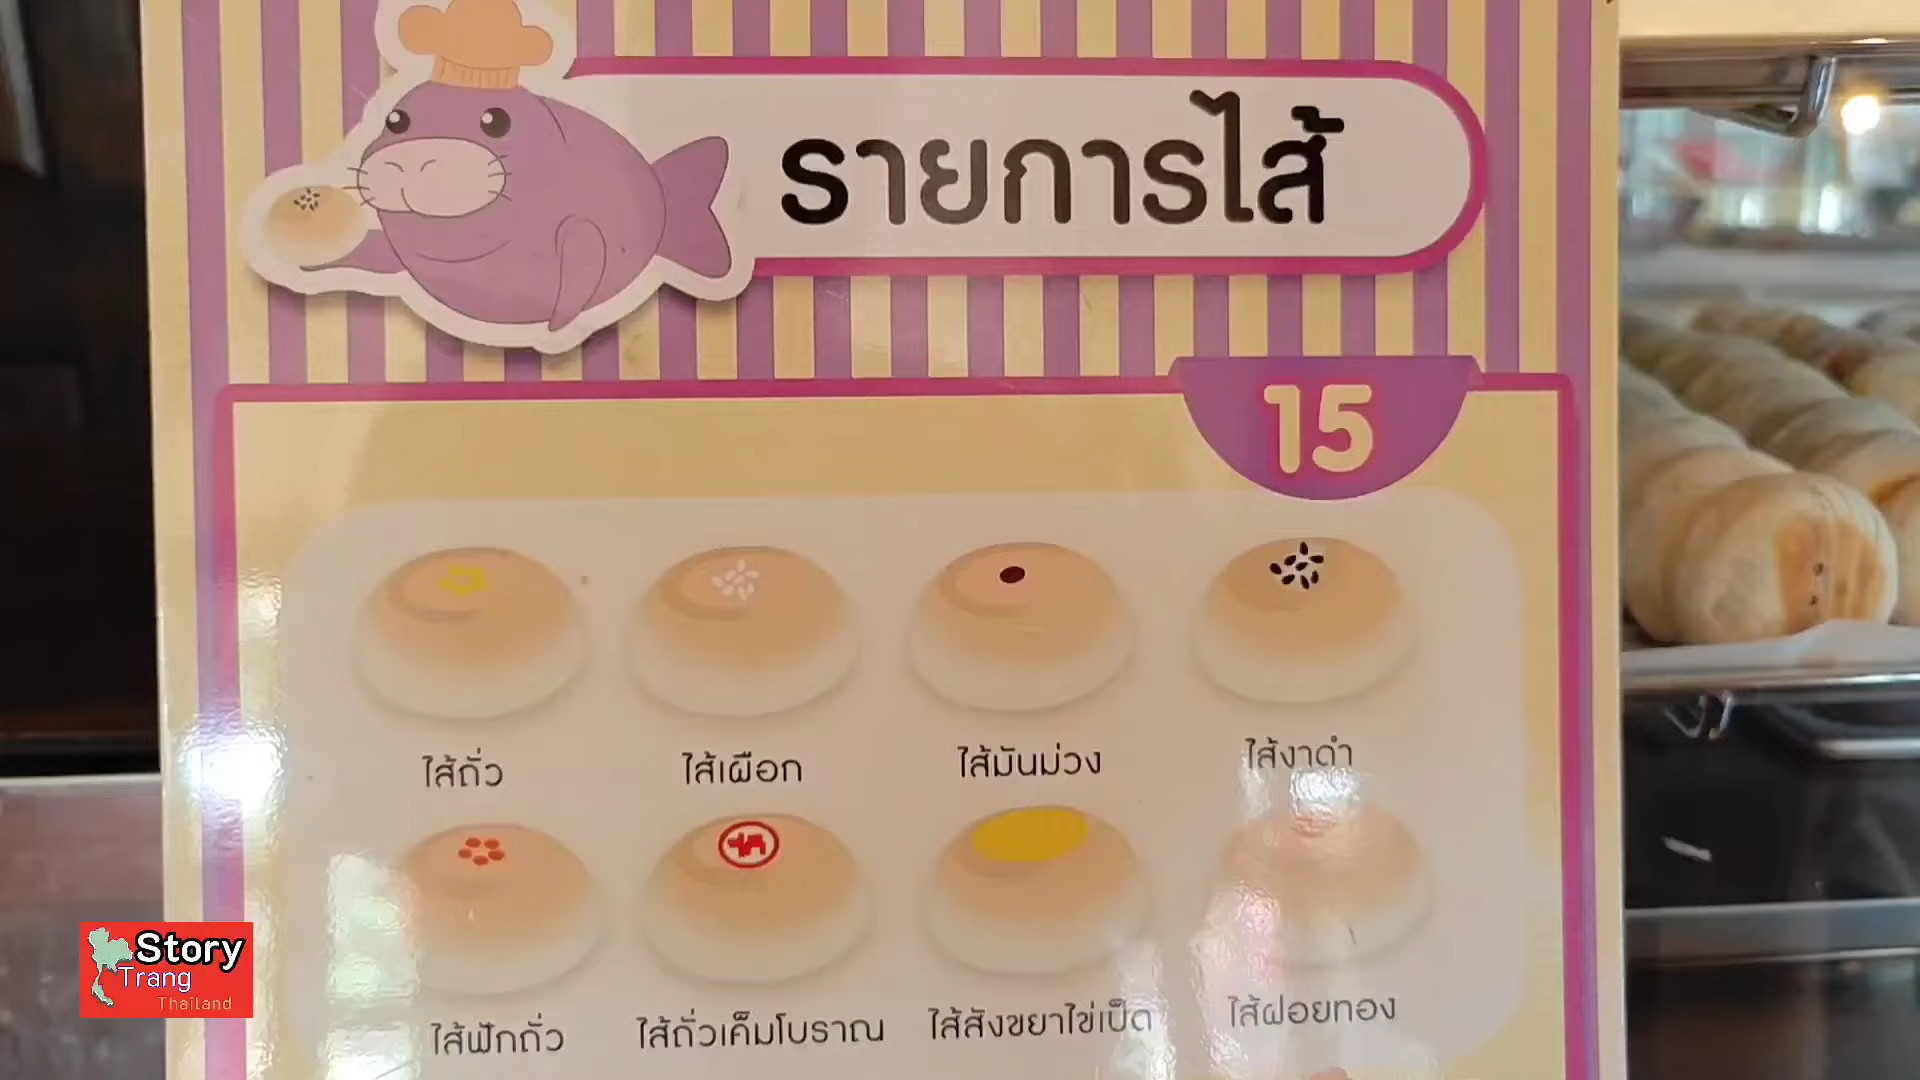 รายการไส้
15
ไส้ถั่ว
ไส้เผือก
ไส้มันม่วง
ไส้งาดำ
ไส้ฟักถั่ว
ไส้ถั่วเค็มโบราณ
ไส้สังขยาไข่เป็ด
ไส้ฝอยทอง
Story
Trang
Thailand